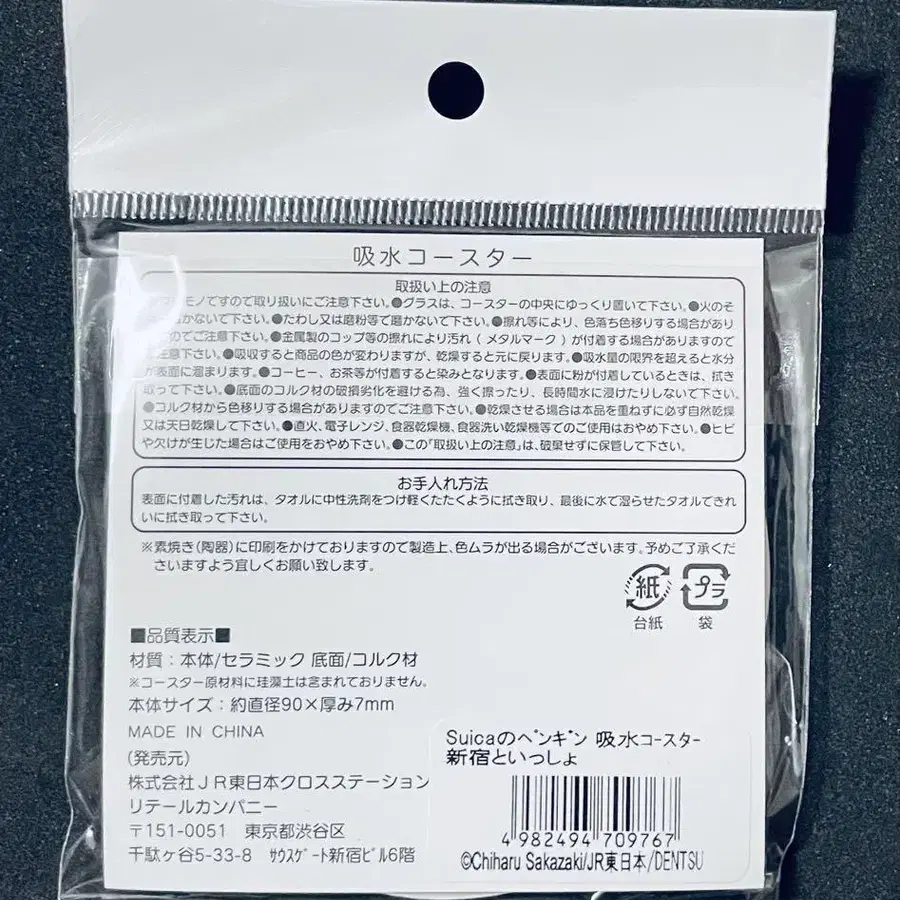 吸水コースター
取扱い上の注意
モノですので取り扱いにご注意下さい。●グラスは、コースターの中央にゆっくり置いて下さい。●火のそ
かないで下さい。●たわし又は磨粉等で磨かないで下さい。●擦れ等により、色落ち色移りする場合があり
のでご注意下さい。●金属製のコップ等の擦れにより汚れ(メタルマーク)が付着する場合がありますので
注意下さい。●吸収すると商品の色が変わりますが、乾燥すると元に戻ります。●吸水量の限界を超えると水分
が表面に溜まります。●コーヒー、お茶等が付着すると染みとなります。●表面に粉が付着しているときは、拭き
取って下さい。●底面のコルク材の破損劣化を避ける為、強く擦ったり、長時間水に浸けたりしないで下さい。
●コルク材から色移りする場合がありますのでご注意下さい。●乾燥させる場合は本品を重ねずに必ず自然乾燥
又は天日乾燥して下さい。●直火、電子レンジ、食器乾燥機、食器洗い乾燥機等でのご使用はおやめ下さい。●ヒビ
や欠けが生じた場合はご使用をおやめ下さい。●この「取扱い上の注意」は、破棄せずに保管して下さい。
お手入れ方法
表面に付着した汚れは、タオルに中性洗剤をつけ軽くたたくように拭き取り、最後に水で湿らせたタオルできれ
いに拭き取って下さい。
※素焼き(陶器)に印刷をかけておりますので製造上、色ムラが出る場合がございます。予めご了承くだ
さいますよう宜しくお願い致します。
紙 プラ
台紙 袋
■品質表示■
材質：本体/セラミック 底面/コルク材
※コースター原材料に珪藻土は含まれておりません。
本体サイズ：約直径90×厚み7mm
MADE IN CHINA
(発売元)
株式会社JR東日本クロスステーション
リテールカンパニー
〒151-0051 東京都渋谷区
千駄ヶ谷5-33-8 ｻｳｽｹﾞｰﾄ新宿ﾋﾞﾙ6階
Suicaのﾍﾟﾝｷﾞﾝ 吸水ｺｰｽﾀｰ
新宿といっしょ
4 982494 709767
©Chiharu Sakazaki/JR東日本/DENTSU